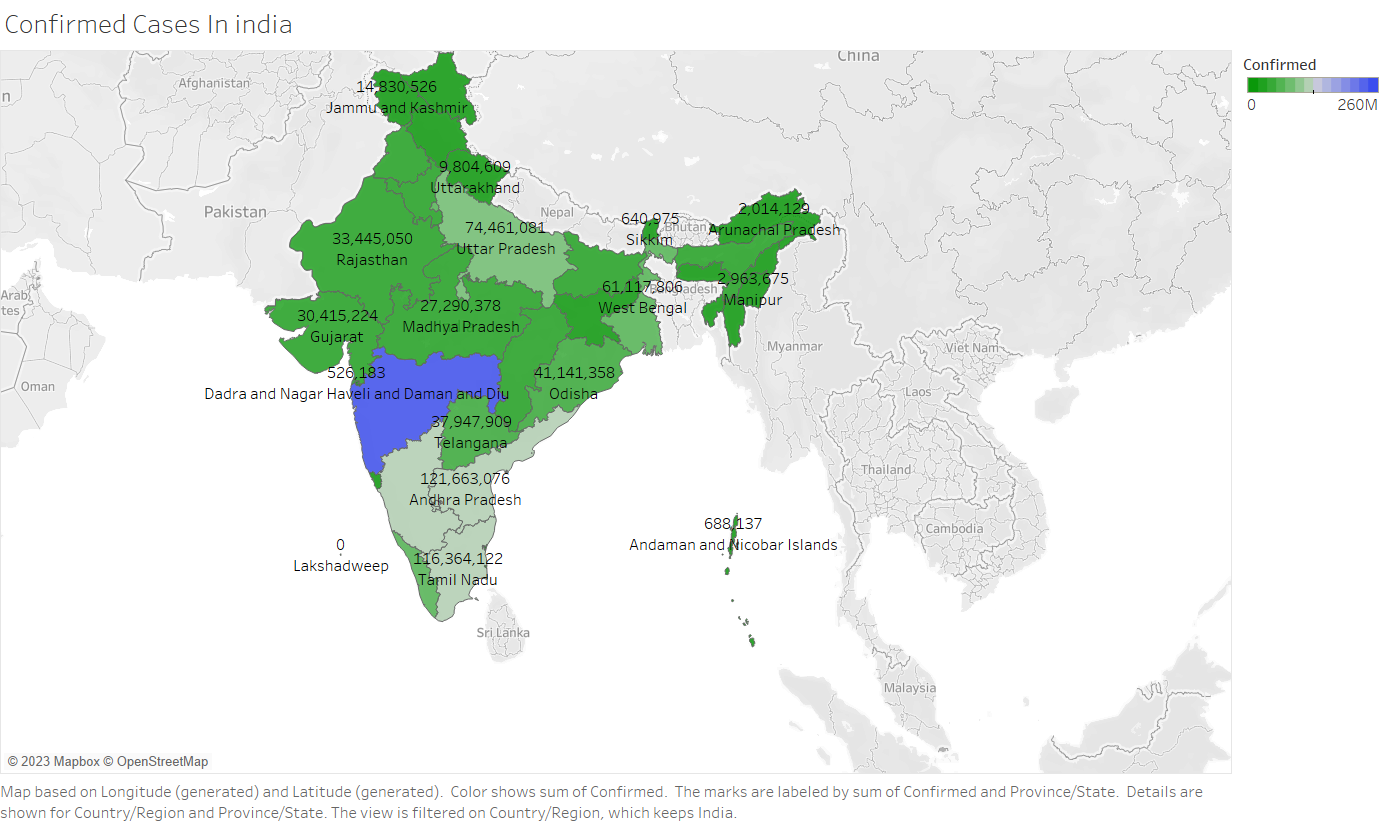 Confirmed Cases In india
China
Confirmed
0
260M
Afghanistan
14,830,526
Jammu and Kashmir
n
9,804,609
Uttarakhand
Pakistan
Nepal
640,975
Sikkim
Bhutan
2,014,129
Arunachal Pradesh
33,445,050
Rajasthan
74,461,081
Uttar Pradesh
61,117,806
West Bengal
Bangladesh
2,963,675
Manipur
Arab
tes
30,415,224
Gujarat
27,290,378
Madhya Pradesh
Myanmar
Viet Nam
Oman
526,183
Dadra and Nagar Haveli and Daman and Diu
41,141,358
Odisha
Laos
37,947,909
Telangana
Thailand
121,663,076
Andhra Pradesh
688,137
Andaman and Nicobar Islands
Cambodia
0
Lakshadweep
116,364,122
Tamil Nadu
Sri Lanka
Malaysia
© 2023 Mapbox © OpenStreetMap
Map based on Longitude (generated) and Latitude (generated).  Color shows sum of Confirmed.  The marks are labeled by sum of Confirmed and Province/State.  Details are
shown for Country/Region and Province/State. The view is filtered on Country/Region, which keeps India.